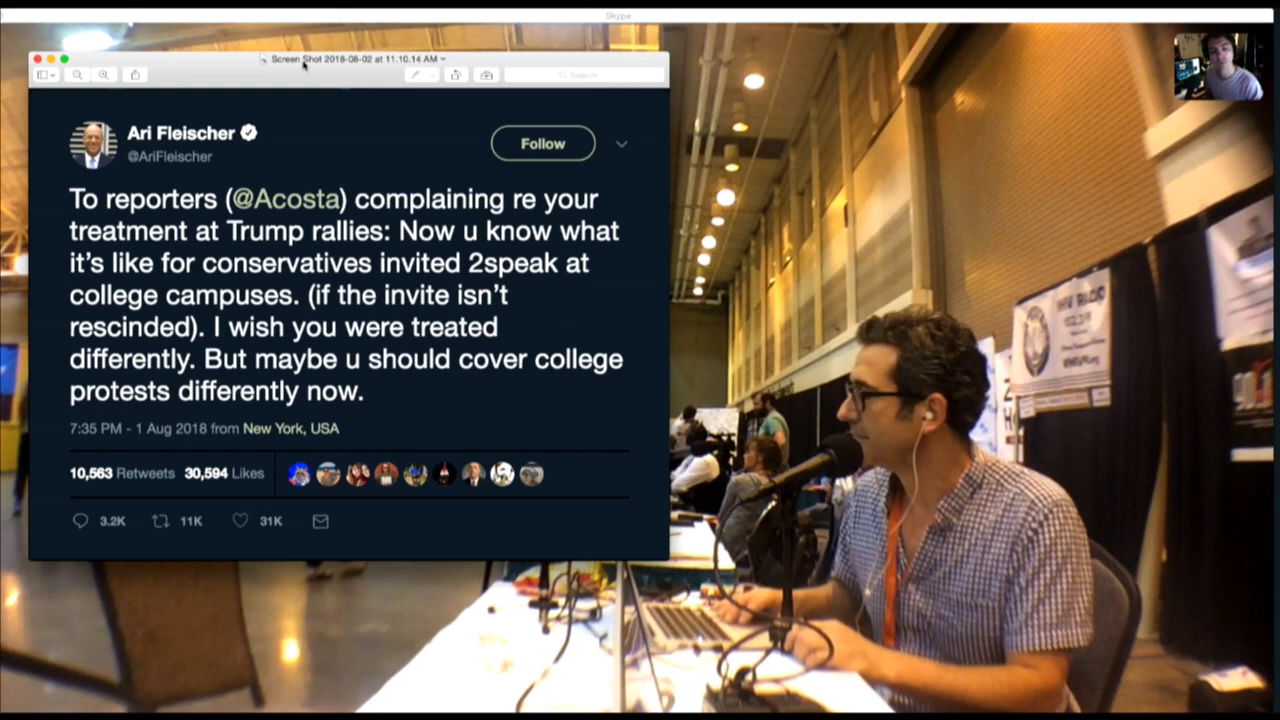 Skype
Screen Shot 2018-08-02 at 11.10.14 AM
Search
Ari Fleischer
@AriFleischer
Follow
To reporters (@Acosta) complaining re your
treatment at Trump rallies: Now u know what
it's like for conservatives invited 2speak at
college campuses. (if the invite isn't
rescinded). I wish you were treated
differently. But maybe u should cover college
protests differently now.
7:35 PM - 1 Aug 2018 from New York, USA
10,563 Retweets 30,594 Likes
3.2K 11K 31K